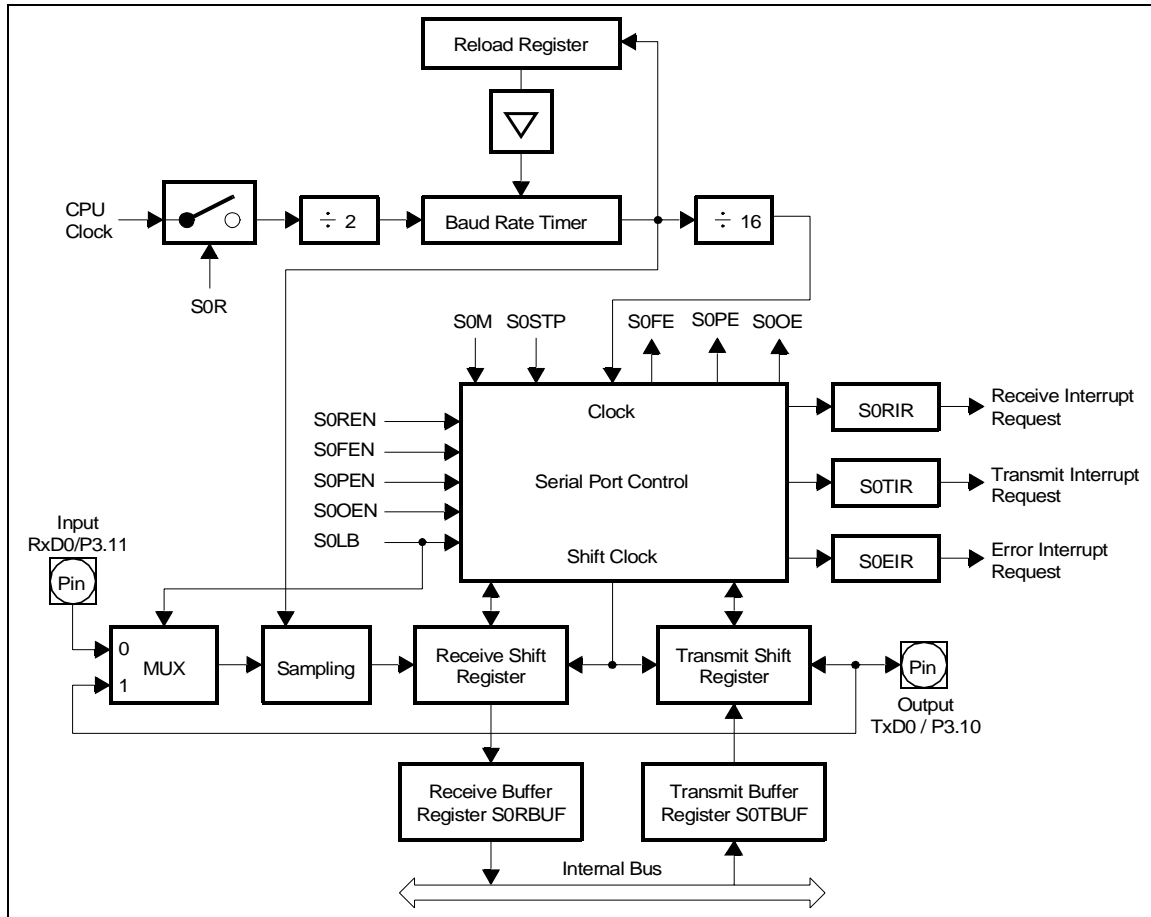 Reload Register
CPU
Clock
÷ 2
Baud Rate Timer
÷ 16
S0R
S0M
S0STP
S0FE
S0PE
S0OE
Clock
S0REN
S0FEN
S0PEN
S0OEN
S0LB
Serial Port Control
Shift Clock
S0RIR
Receive Interrupt
Request
S0TIR
Transmit Interrupt
Request
S0EIR
Error Interrupt
Request
Input
RxD0/P3.11
Pin
0
1
MUX
Sampling
Receive Shift
Register
Transmit Shift
Register
Pin
Output
TxD0 / P3.10
Receive Buffer
Register S0RBUF
Transmit Buffer
Register S0TBUF
Internal Bus